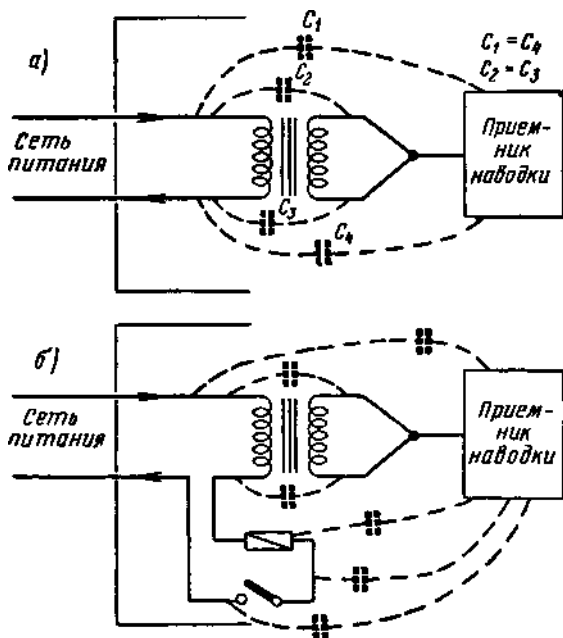 а)
C₁
C₁ = C₄
C₂ = C₃
C₂
Сеть
питания
Прием-
ник
наводки
C₃
C₄
б)
Сеть
питания
Прием-
ник
наводки